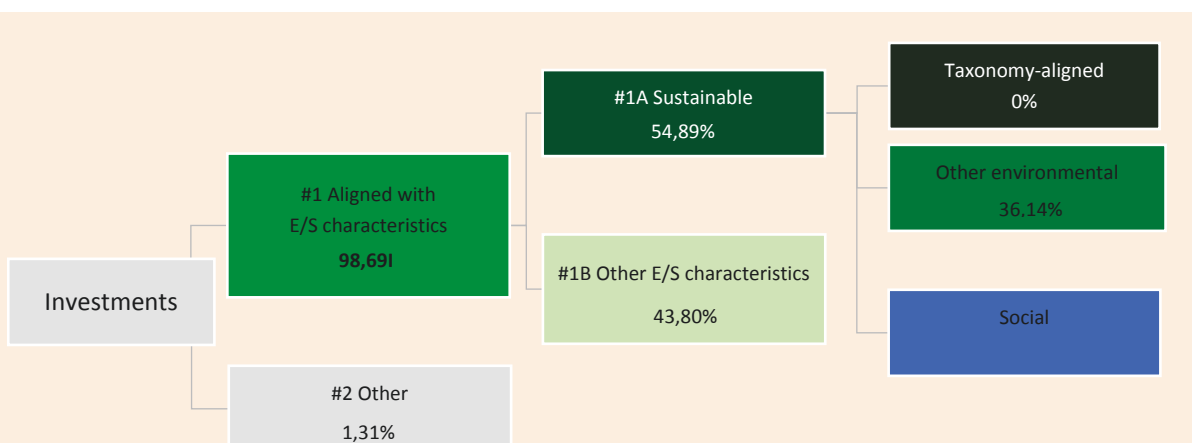 Investments
#1 Aligned with
E/S characteristics
98,69I
#2 Other
1,31%
#1A Sustainable
54,89%
#1B Other E/S characteristics
43,80%
Taxonomy-aligned
0%
Other environmental
36,14%
Social